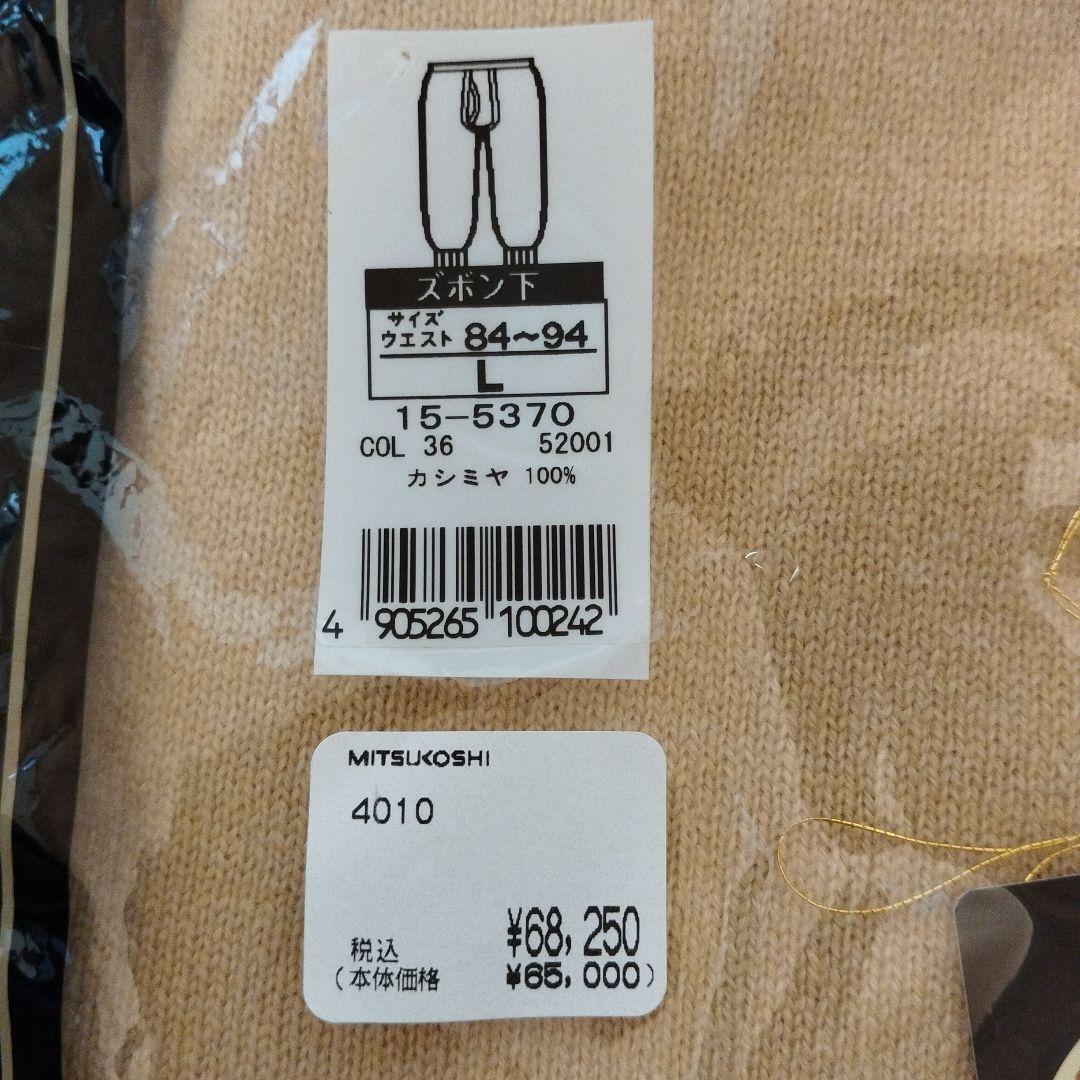 ズボン下
サイズ
ウエスト 84～94
L
15-5370
COL 36 52001
カシミヤ 100%
4 905265 100242
MITSUKOSHI
4010
税込 ¥68,250
(本体価格 ¥65,000)